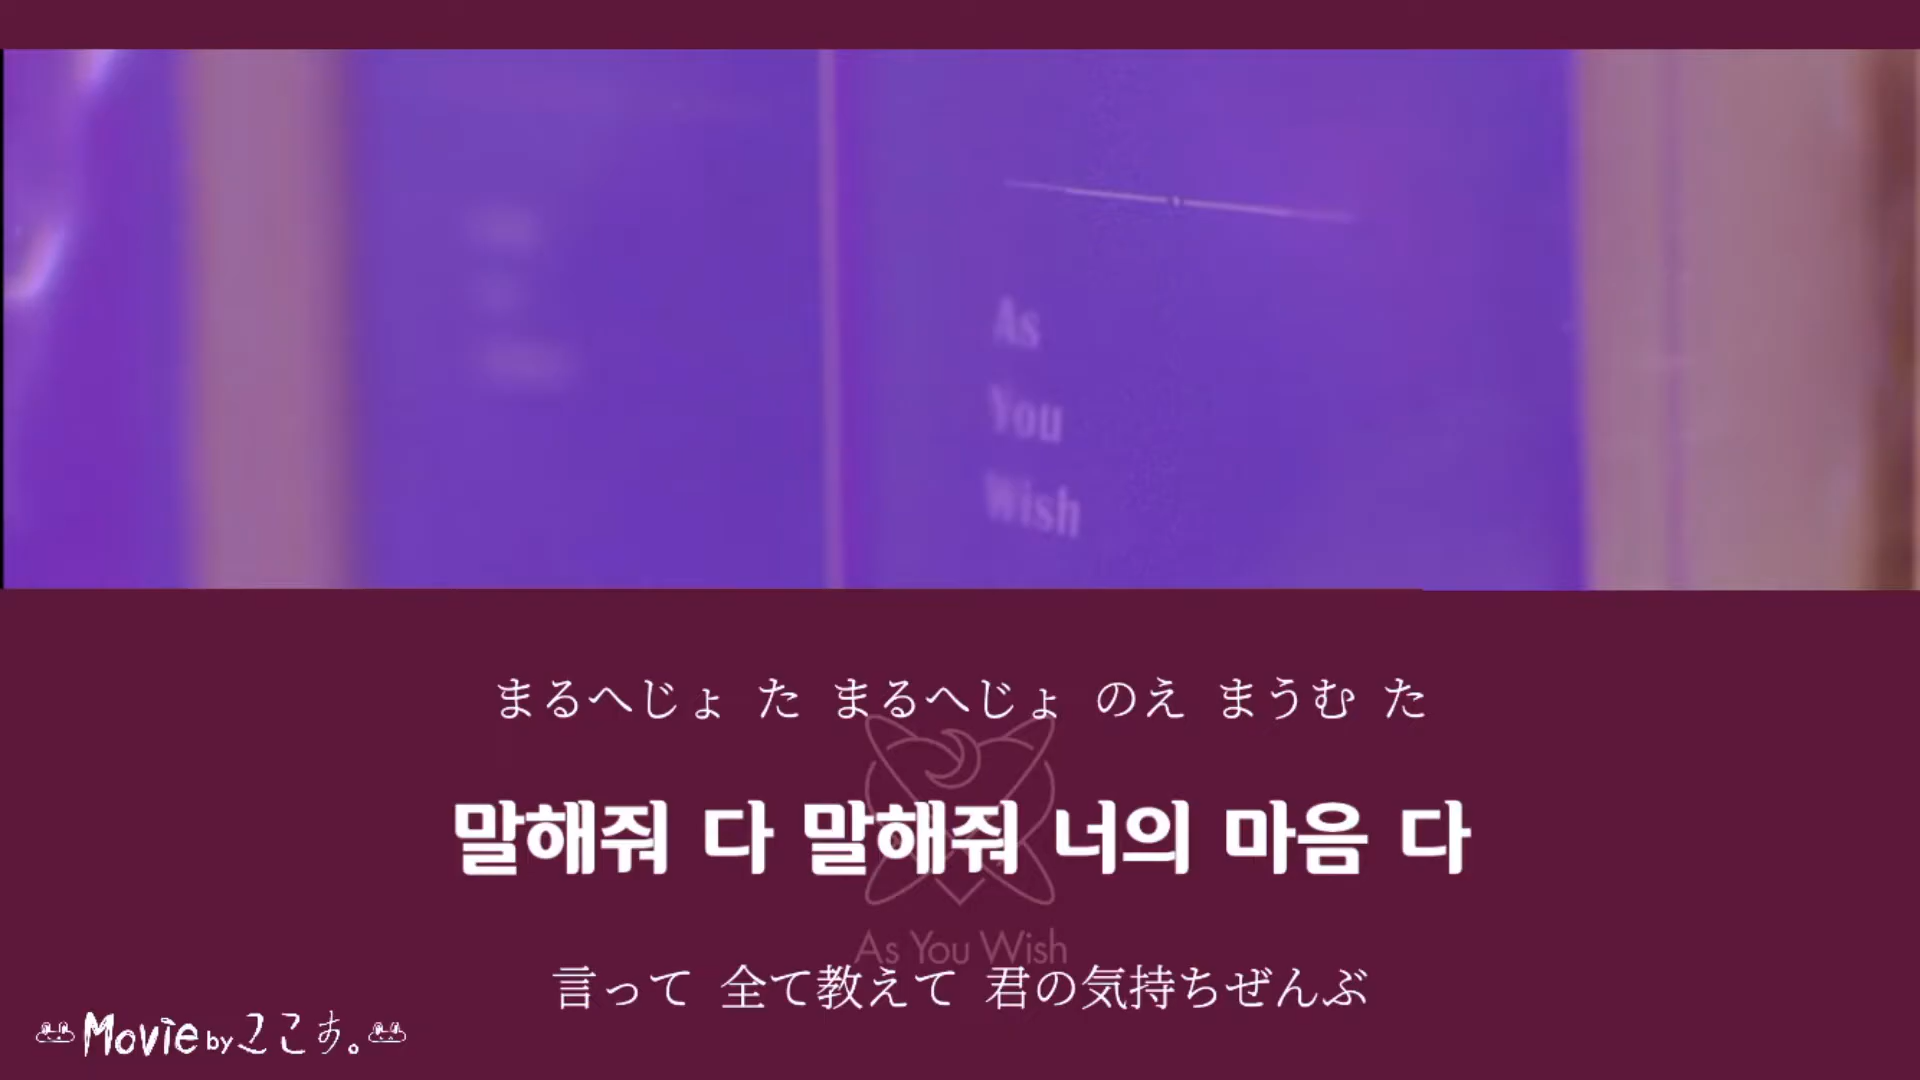 As
You
Wish
まるへじょ た まるへじょ のえ まうむ た
말해줘 다 말해줘 너의 마음 다
As You Wish
言って 全て教えて 君の気持ちぜんぶ
Movie by ここあ。